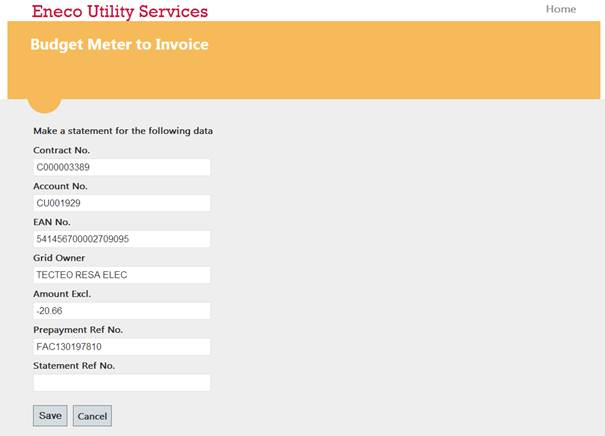 Eneco Utility Services
Home
Budget Meter to Invoice
Make a statement for the following data
Contract No.
C000003389
Account No.
CU001929
EAN No.
541456700002709095
Grid Owner
TECTEO RESA ELEC
Amount Excl.
-20.66
Prepayment Ref No.
FAC130197810
Statement Ref No.
Save Cancel